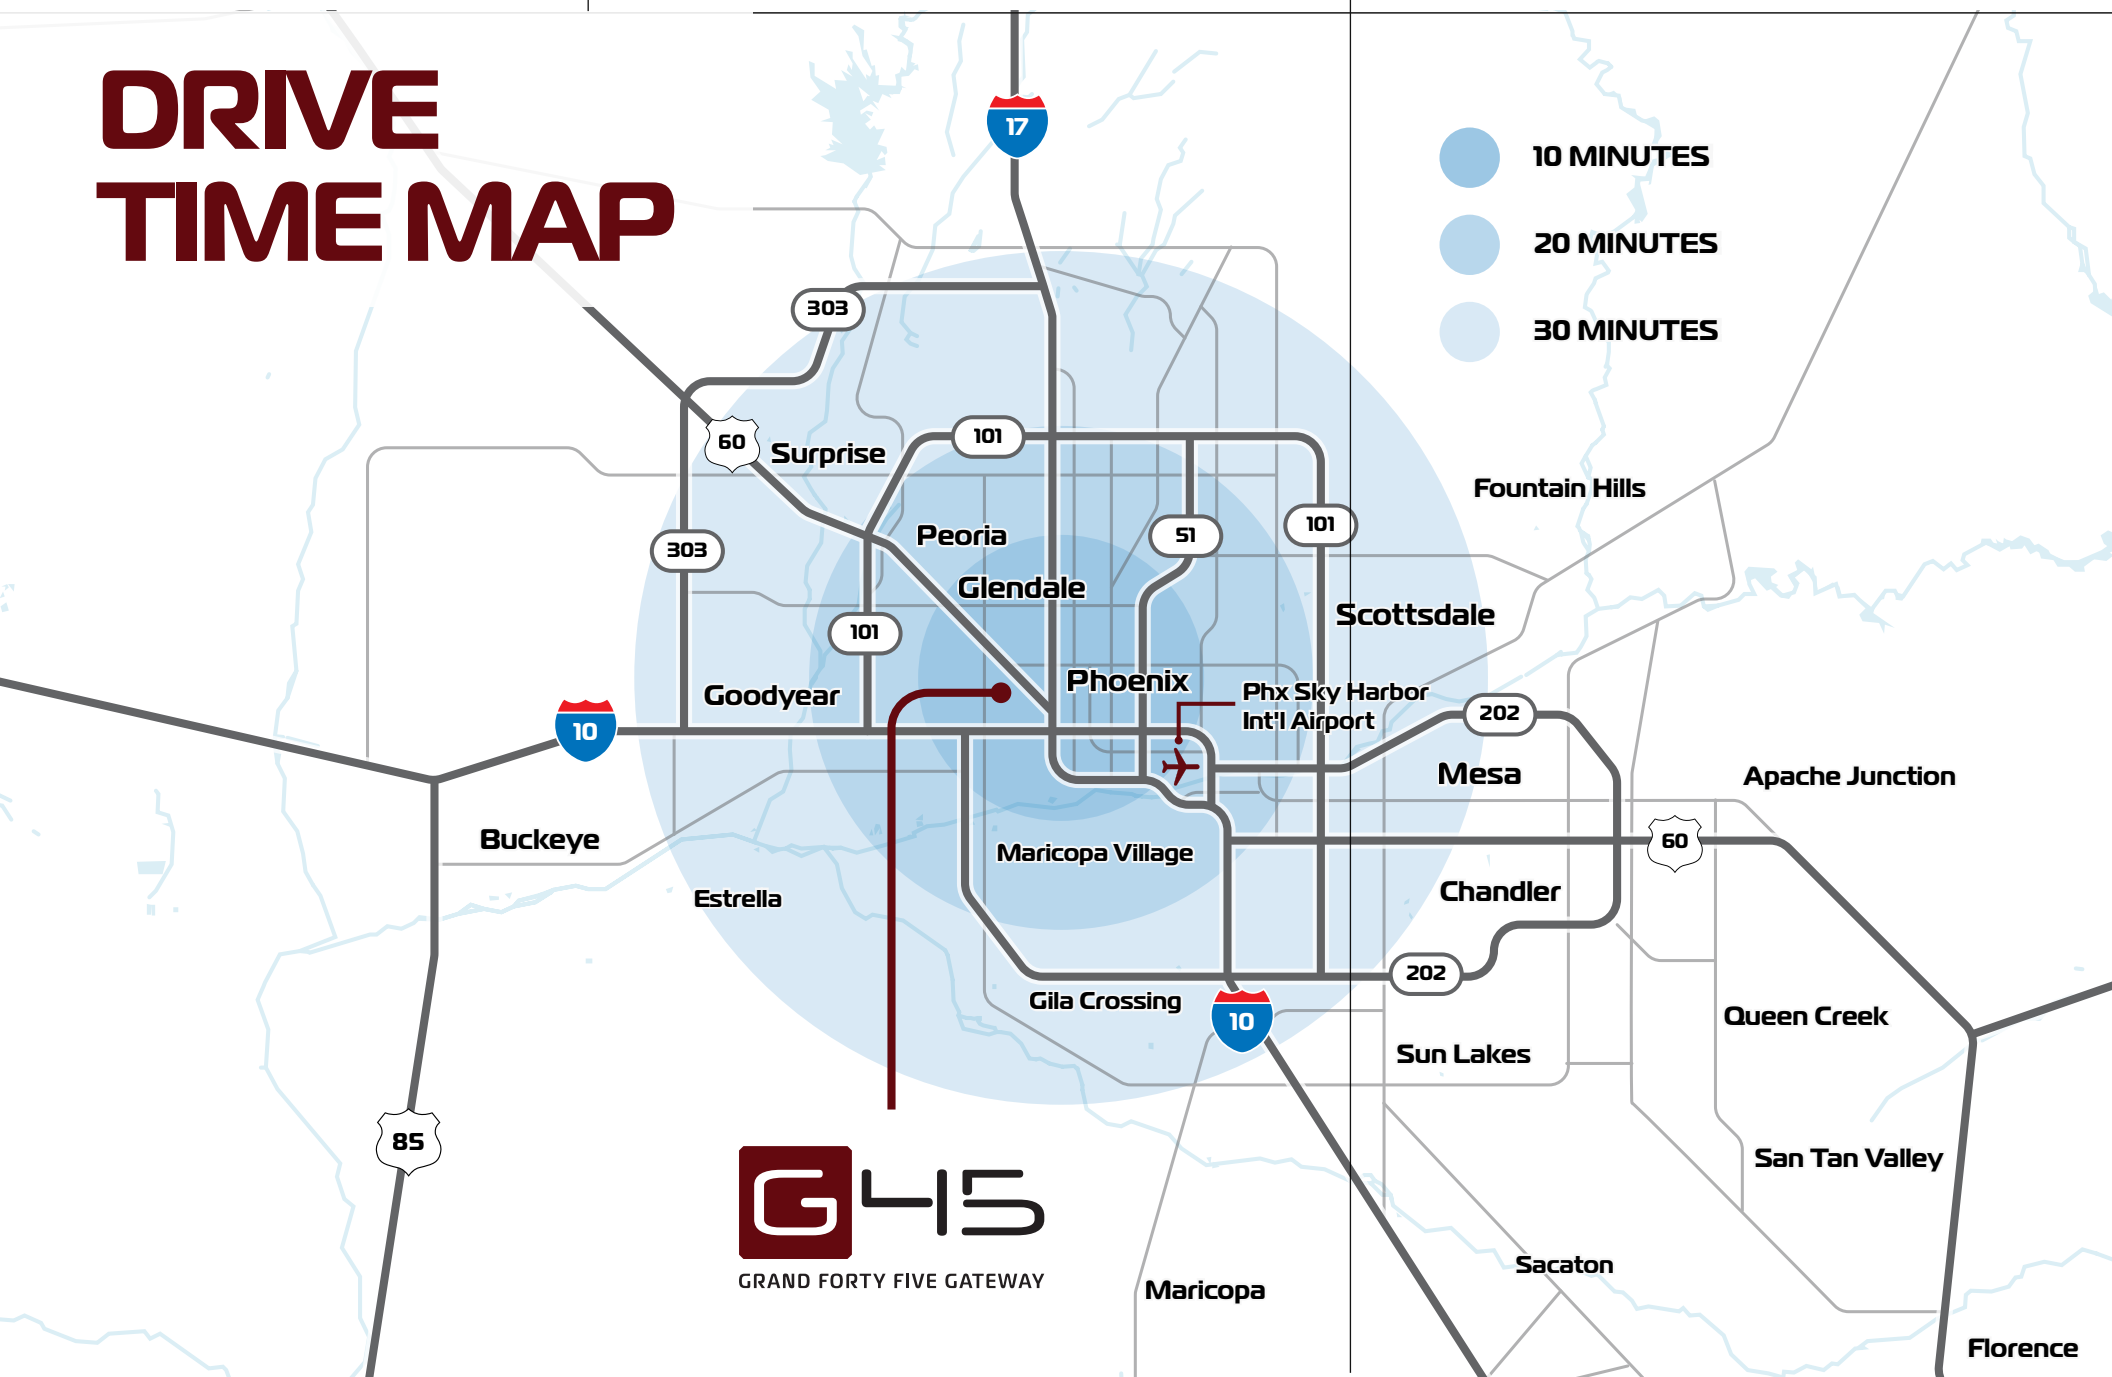 DRIVE
TIME MAP
17
10 MINUTES
20 MINUTES
30 MINUTES
303
60
Surprise
101
Fountain Hills
101
51
Peoria
303
Glendale
Scottsdale
101
Phoenix
Goodyear
Phx Sky Harbor
Int'l Airport
202
10
Mesa
Apache Junction
Buckeye
60
Maricopa Village
Chandler
Estrella
202
Gila Crossing
10
Queen Creek
Sun Lakes
85
San Tan Valley
G45
GRAND FORTY FIVE GATEWAY
Sacaton
Maricopa
Florence